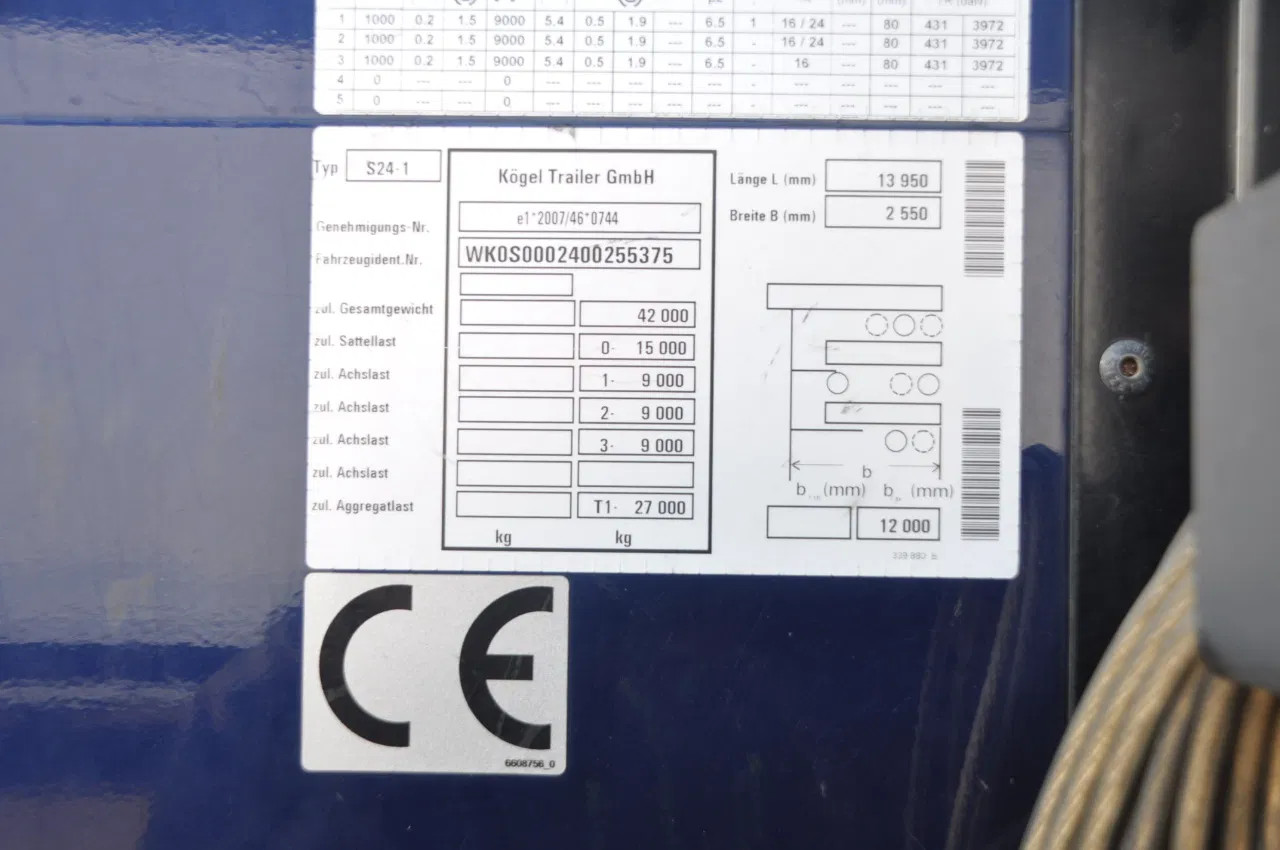 1 1000 0.2 1.5 9000 5.4 0.5 1.9 --- 6.5 1 16 / 24 --- 80 431 3972
2 1000 0.2 1.5 9000 5.4 0.5 1.9 --- 6.5 - 16 / 24 --- 80 431 3972
3 1000 0.2 1.5 9000 5.4 0.5 1.9 --- 6.5 - 16 --- 80 431 3972
4 0 --- --- 0 --- --- --- --- --- - --- --- --- --- ---
5 0 --- --- 0 --- --- --- --- --- - --- --- --- --- ---
Typ S24-1
Kögel Trailer GmbH
Genehmigungs-Nr. e1*2007/46*0744
Fahrzeugident.Nr. WK0S0002400255375
zul. Gesamtgewicht 42 000
zul. Sattellast 0- 15 000
zul. Achslast 1- 9 000
zul. Achslast 2- 9 000
zul. Achslast 3- 9 000
zul. Achslast
zul. Aggregatlast T1- 27 000
kg kg
Länge L (mm) 13 950
Breite B (mm) 2 550
b
b (mm) b (mm)
12 000
CE
6608756_0